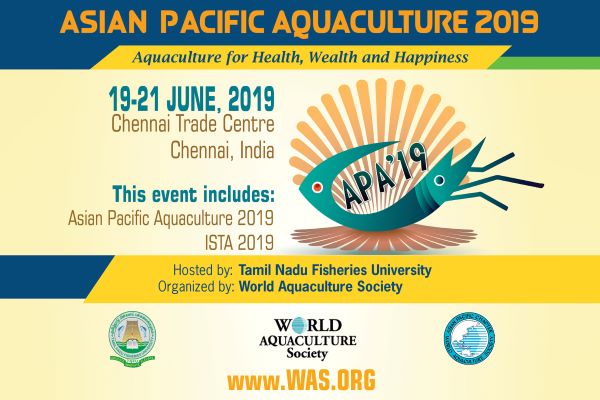 ASIAN PACIFIC AQUACULTURE 2019
Aquaculture for Health, Wealth and Happiness
19-21 JUNE, 2019
Chennai Trade Centre
Chennai, India
APA'19
This event includes:
Asian Pacific Aquaculture 2019
ISTA 2019
Hosted by: Tamil Nadu Fisheries University
Organized by: World Aquaculture Society
WORLD
AQUACULTURE
Society
www.WAS.ORG